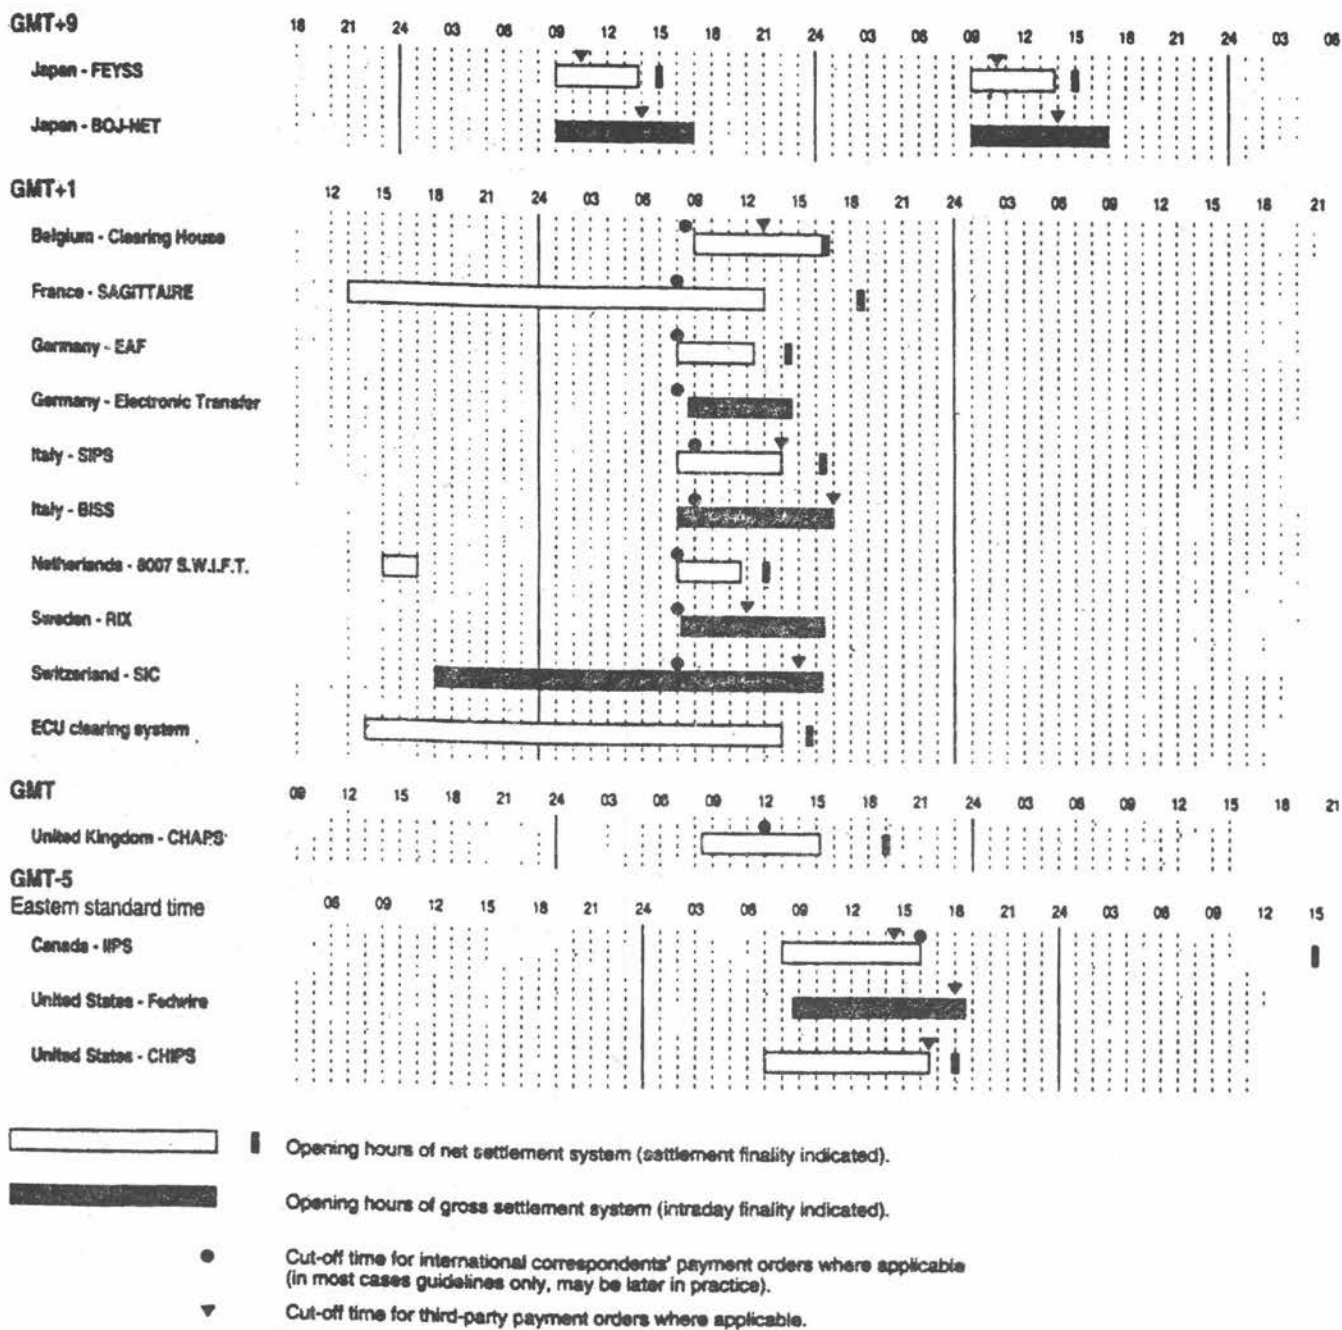 GMT+9
18 21 24 03 06 09 12 15 18 21 24 03 06 09 12 15 18 21 24 03 06
Japan - FEYSS
Japan - BOJ-NET
GMT+1
12 15 18 21 24 03 06 09 12 15 18 21 24 03 06 09 12 15 18 21
Belgium - Clearing House
France - SAGITTAIRE
Germany - EAF
Germany - Electronic Transfer
Italy - SIPS
Italy - BISS
Netherlands - 8007 S.W.I.F.T.
Sweden - RIX
Switzerland - SIC
ECU clearing system
GMT
09 12 15 18 21 24 03 06 09 12 15 18 21 24 03 06 09 12 15 18 21
United Kingdom - CHAPS
GMT-5
Eastern standard time
06 09 12 15 18 21 24 03 06 09 12 15 18 21 24 03 06 09 12 15
Canada - IIPS
United States - Fedwire
United States - CHIPS
Opening hours of net settlement system (settlement finality indicated).
Opening hours of gross settlement system (intraday finality indicated).
Cut-off time for international correspondents' payment orders where applicable
(in most cases guidelines only, may be later in practice).
Cut-off time for third-party payment orders where applicable.